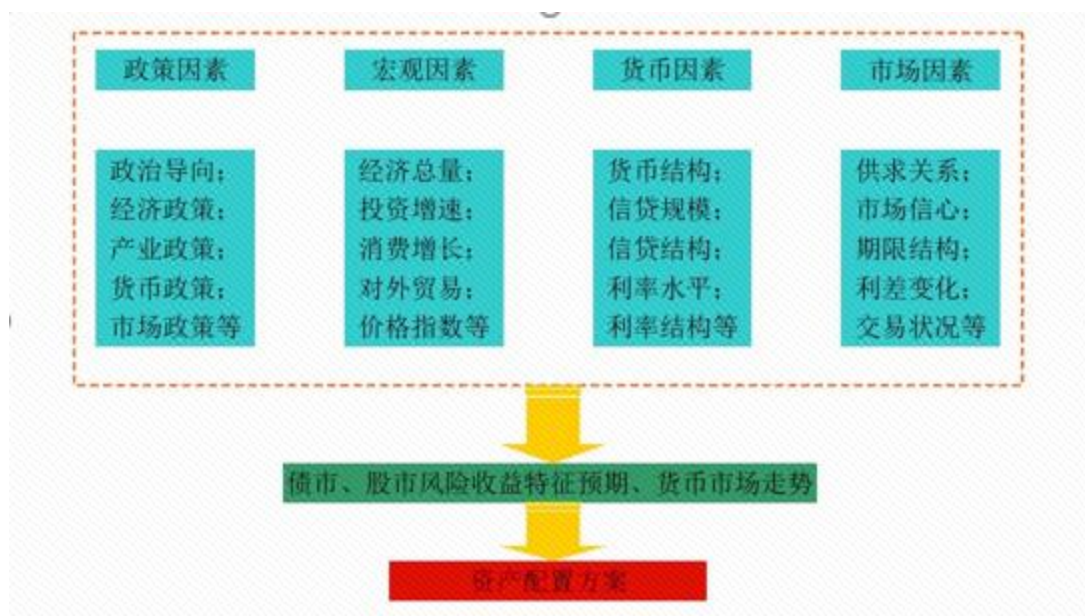 政策因素
宏观因素
货币因素
市场因素
政治导向；
经济政策；
产业政策；
货币政策；
市场政策等
经济总量；
投资增速；
消费增长；
对外贸易；
价格指数等
货币结构；
信贷规模；
信贷结构；
利率水平；
利率结构等
供求关系；
市场信心；
期限结构；
利差变化；
交易状况等
债市、股市风险收益特征预期、货币市场走势
资产配置方案